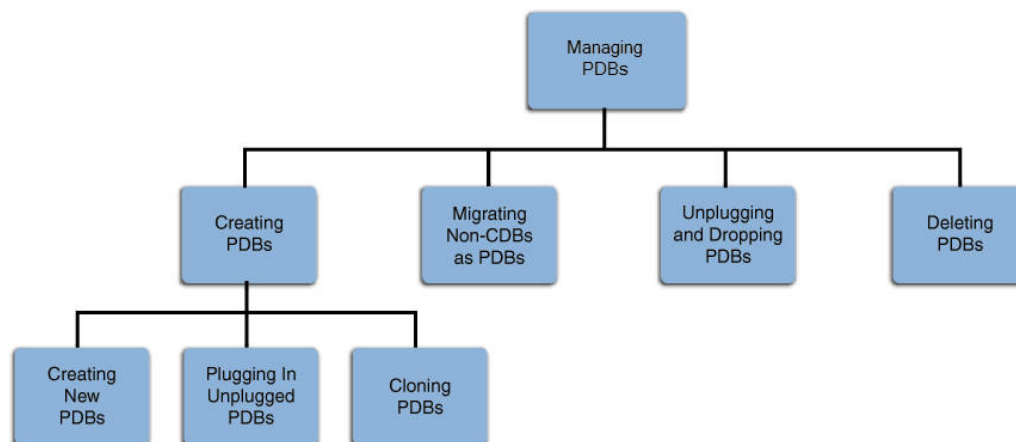 Managing
PDBs
Creating
PDBs
Migrating
Non-CDBs
as PDBs
Unplugging
and Dropping
PDBs
Deleting
PDBs
Creating
New
PDBs
Plugging In
Unplugged
PDBs
Cloning
PDBs